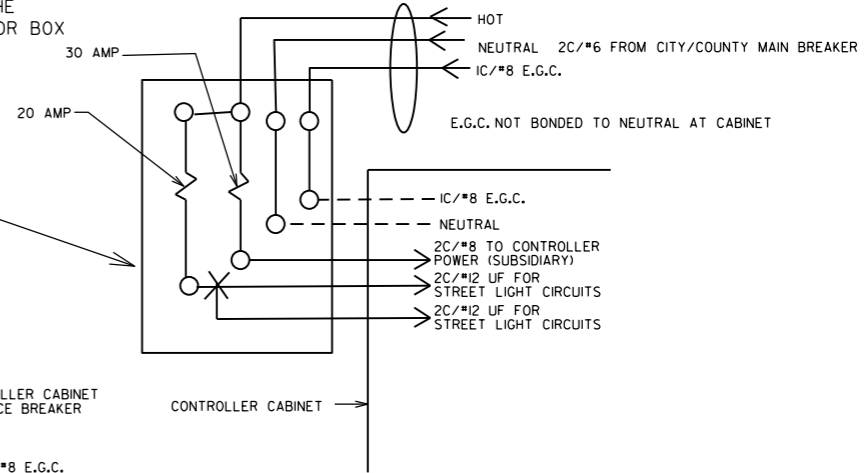 HE
OR BOX
HOT
NEUTRAL 2C/#6 FROM CITY/COUNTY MAIN BREAKER
30 AMP
IC/#8 E.G.C.
20 AMP
E.G.C. NOT BONDED TO NEUTRAL AT CABINET
IC/#8 E.G.C.
NEUTRAL
2C/#8 TO CONTROLLER
POWER (SUBSIDIARY)
2C/#12 UF FOR
STREET LIGHT CIRCUITS
2C/#12 UF FOR
STREET LIGHT CIRCUITS
LLER CABINET
CE BREAKER
CONTROLLER CABINET
#8 E.G.C.